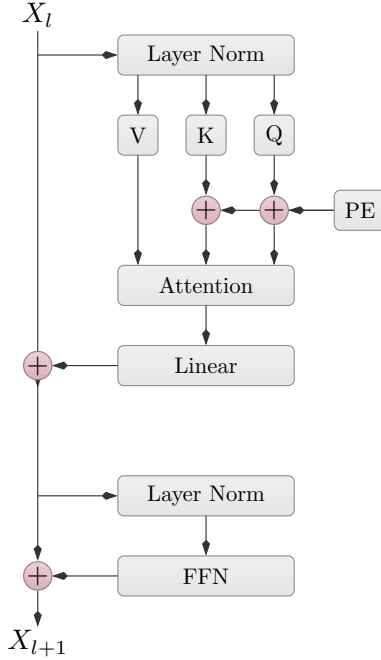 X_l
Layer Norm
V K Q
+ + PE
Attention
Linear
+
Layer Norm
FFN
+
X_{l+1}